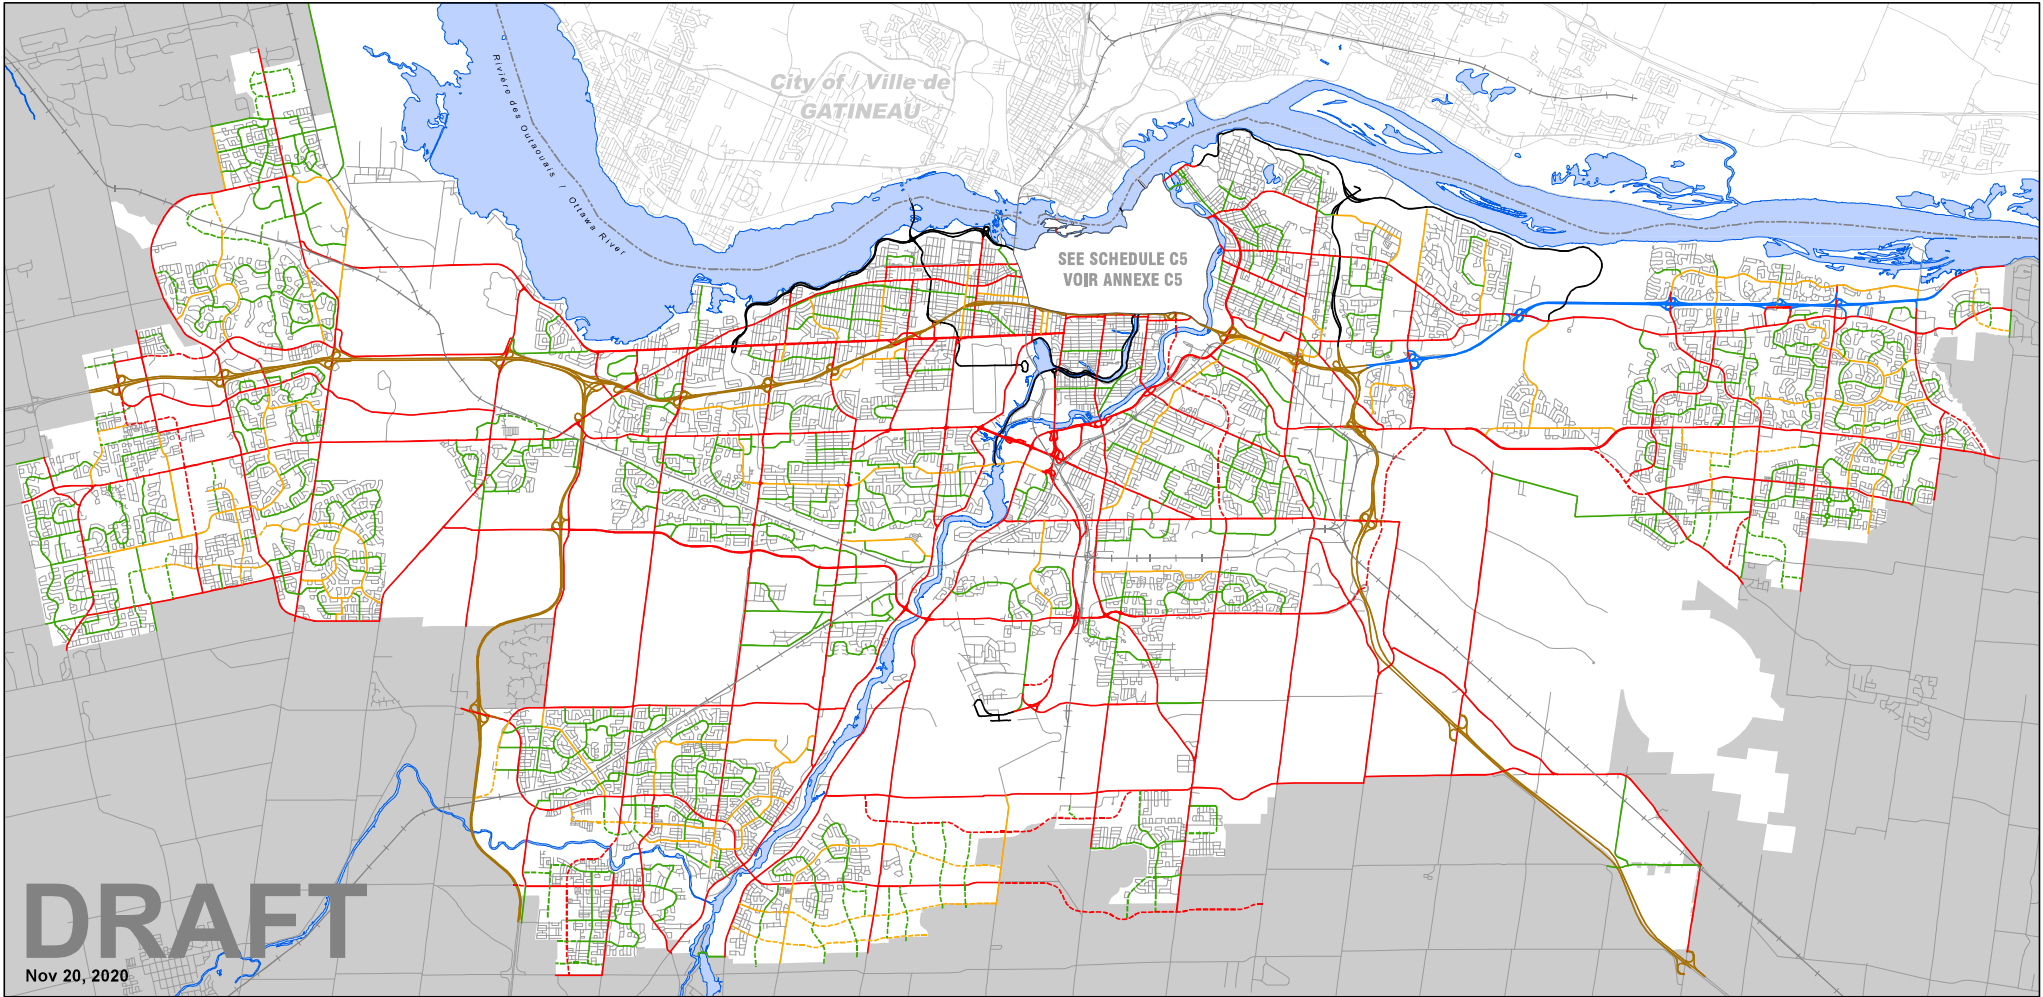 City of / Ville de
GATINEAU
Rivière des Outaouais / Ottawa River
SEE SCHEDULE C5
VOIR ANNEXE C5
DRAFT
Nov 20, 2020